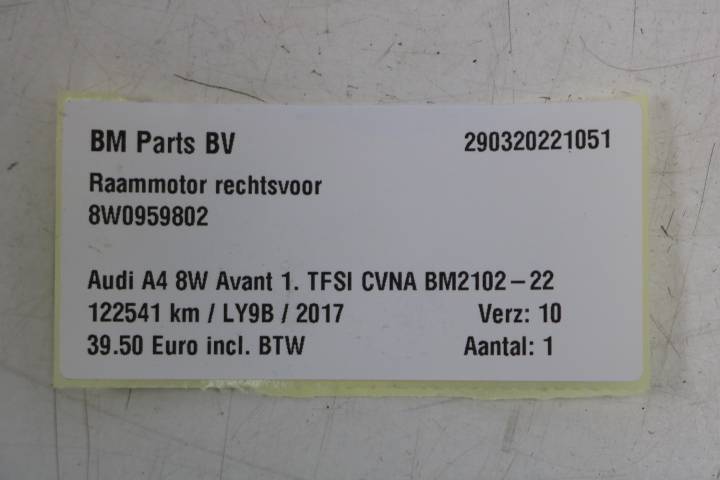 BM Parts BV 290320221051
Raammotor rechtsvoor
8W0959802
Audi A4 8W Avant 1. TFSI CVNA BM2102-22
122541 km / LY9B / 2017 Verz: 10
39.50 Euro incl. BTW Aantal: 1